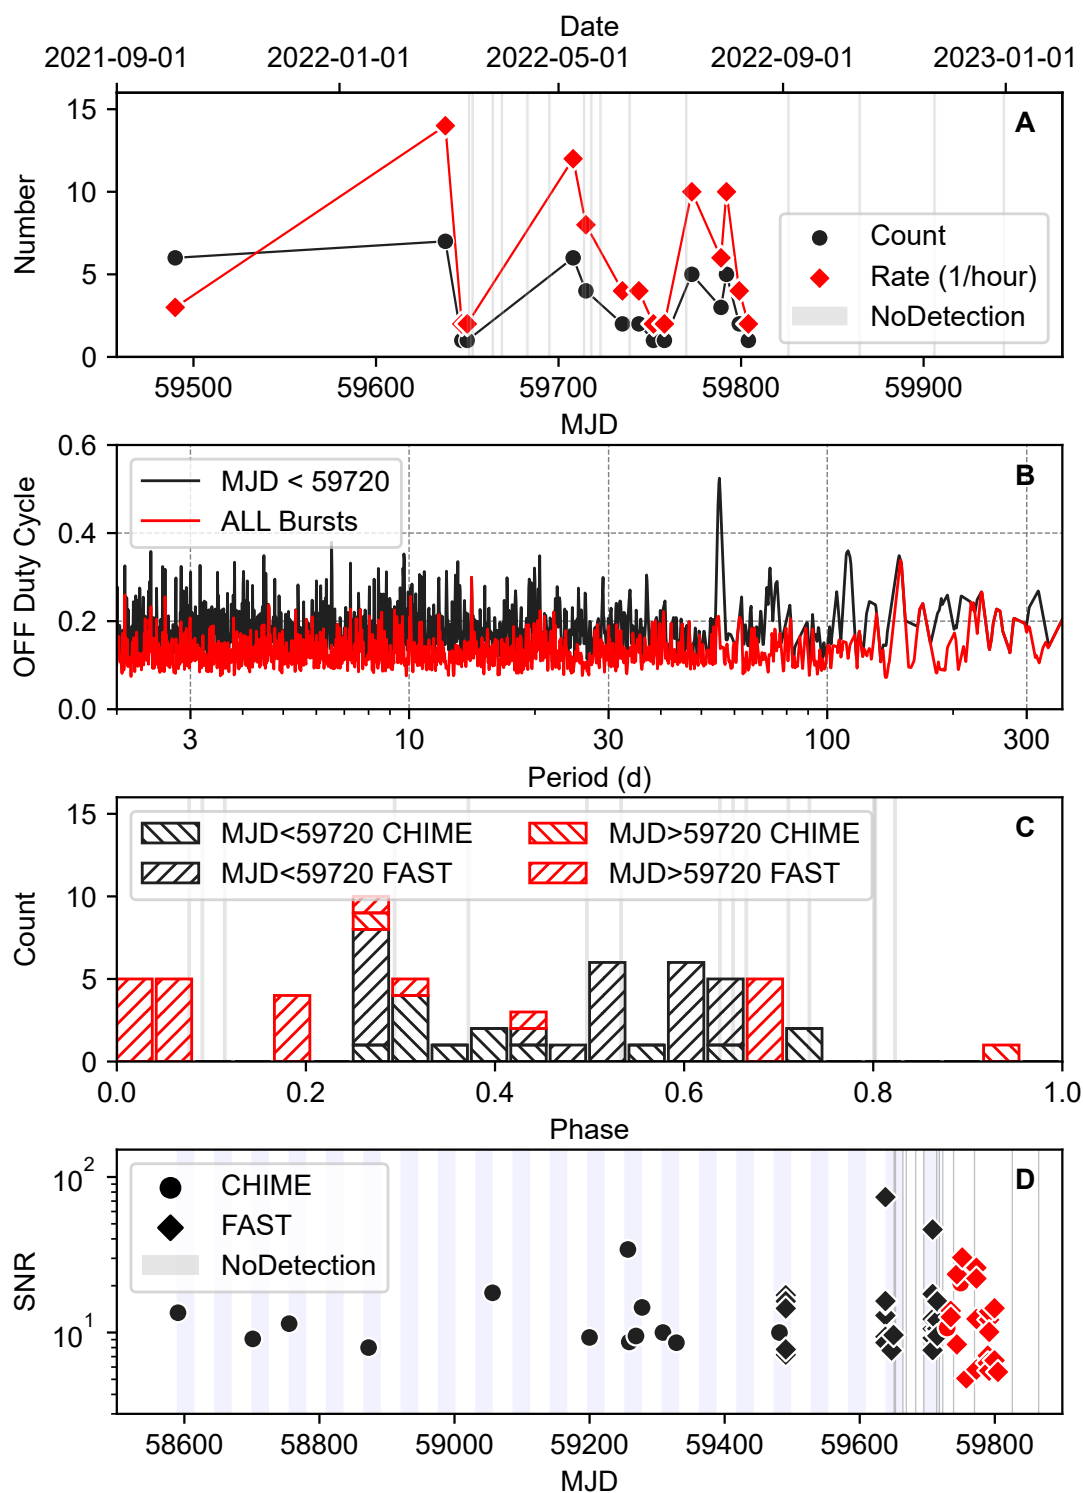 Date
2021-09-01 2022-01-01 2022-05-01 2022-09-01 2023-01-01
A
15
10
5
0
Number
Count
Rate (1/hour)
NoDetection
59500 59600 59700 59800 59900
MJD
B
0.6
0.4
0.2
0.0
OFF Duty Cycle
MJD < 59720
ALL Bursts
3 10 30 100 300
Period (d)
C
15
10
5
0
Count
MJD<59720 CHIME MJD>59720 CHIME
MJD<59720 FAST MJD>59720 FAST
0.0 0.2 0.4 0.6 0.8 1.0
Phase
D
10²
10¹
SNR
CHIME
FAST
NoDetection
58600 58800 59000 59200 59400 59600 59800
MJD